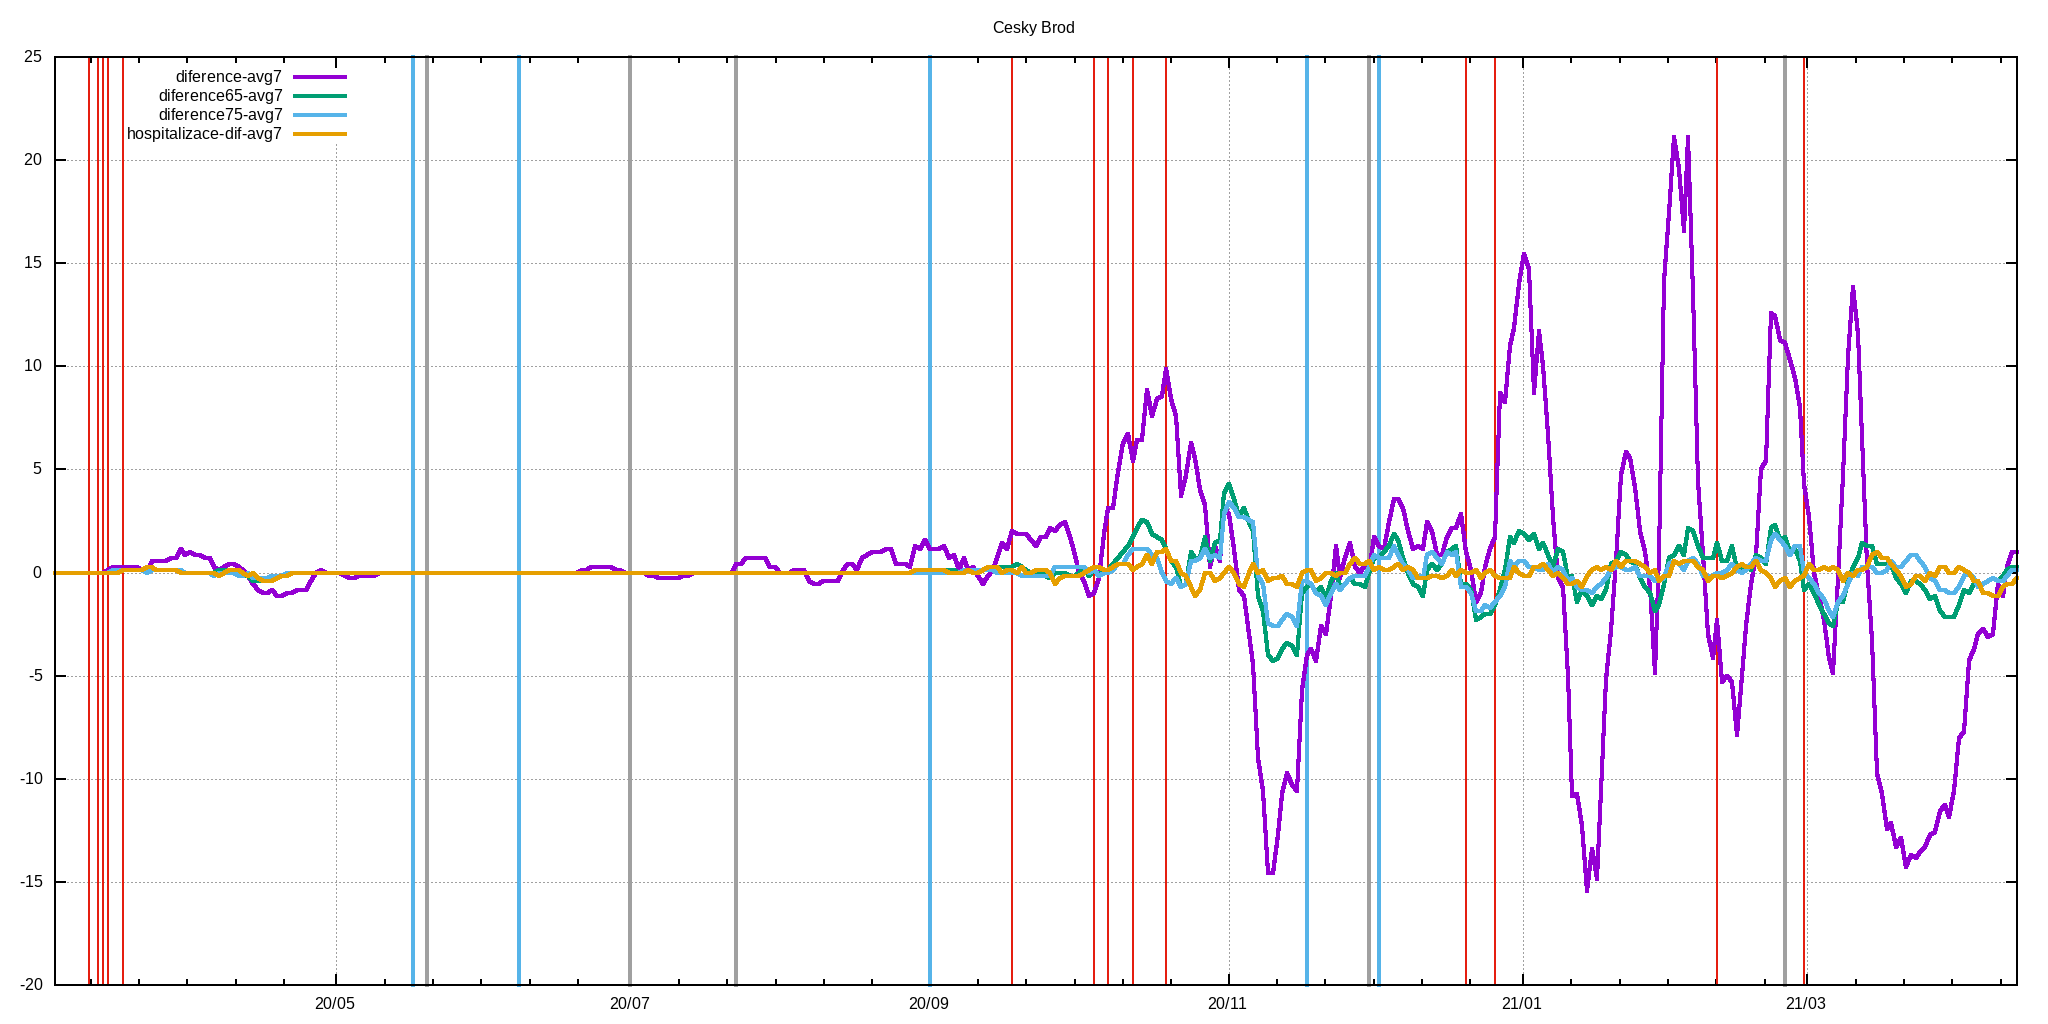 Cesky Brod
diference-avg7
diference65-avg7
diference75-avg7
hospitalizace-dif-avg7
25
20
15
10
5
0
-5
-10
-15
-20
20/05 20/07 20/09 20/11 21/01 21/03